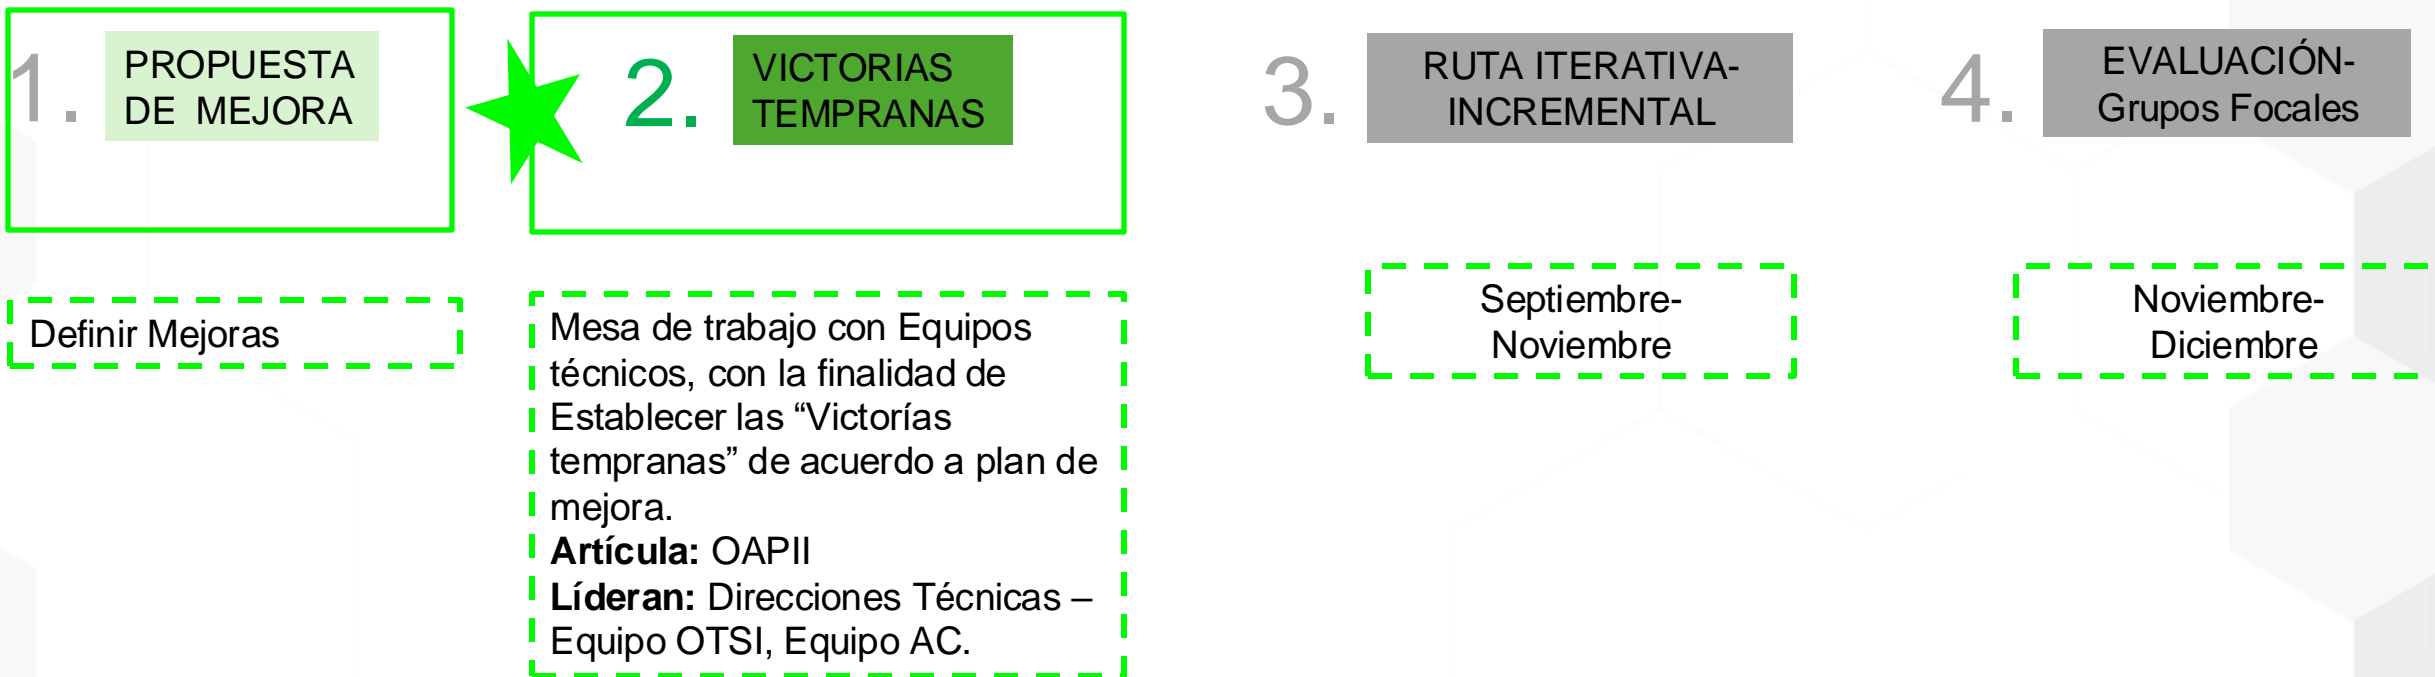 1.
PROPUESTA
DE MEJORA
2.
VICTORIAS
TEMPRANAS
3.
RUTA ITERATIVA-
INCREMENTAL
4.
EVALUACIÓN-
Grupos Focales
Definir Mejoras
Mesa de trabajo con Equipos
técnicos, con la finalidad de
Establecer las “Victorías
tempranas” de acuerdo a plan de
mejora.
Artícula: OAPII
Líderan: Direcciones Técnicas –
Equipo OTSI, Equipo AC.
Septiembre-
Noviembre
Noviembre-
Diciembre